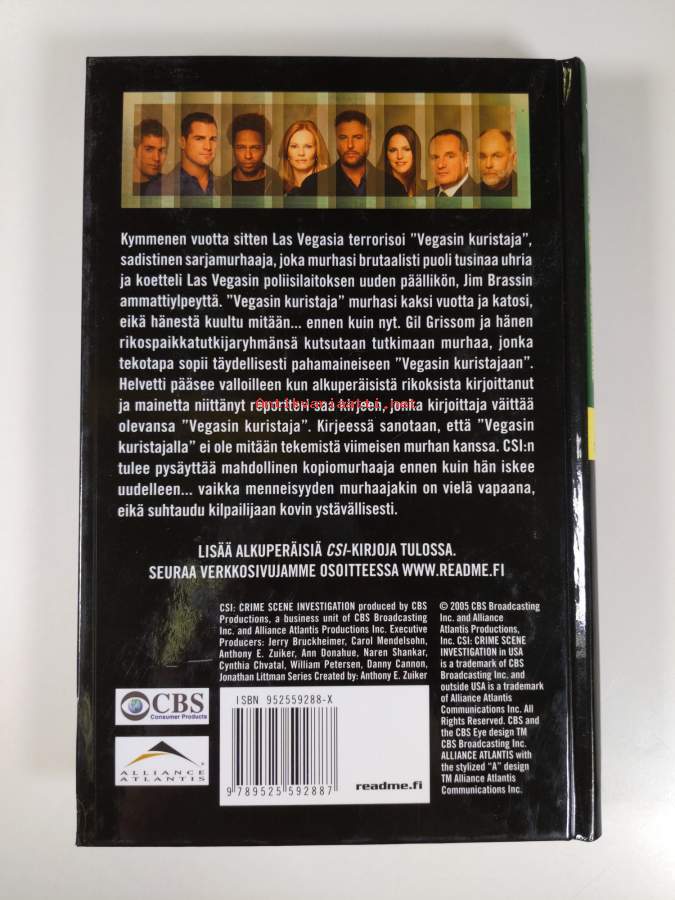 Kymmenen vuotta sitten Las Vegasia terrorisoi ”Vegasin kuristaja”,
sadistinen sarjamurhaaja, joka murhasi brutaalisti puoli tusinaa uhria
ja koetteli Las Vegasin poliisilaitoksen uuden päällikön, Jim Brassin
ammattiylpeyttä. ”Vegasin kuristaja” murhasi kaksi vuotta ja katosi,
eikä hänestä kuultu mitään... ennen kuin nyt. Gil Grissom ja hänen
rikospaikkatutkijaryhmänsä kutsutaan tutkimaan murhaa, jonka
tekotapa sopii täydellisesti pahamaineiseen ”Vegasin kuristajaan”.
Helvetti pääsee valloilleen kun alkuperäisistä rikoksista kirjoittanut
ja mainetta niittänyt reportteri saa kirjeen, jonka kirjoittaja väittää
olevansa ”Vegasin kuristaja”. Kirjeessä sanotaan, että ”Vegasin
kuristajalla” ei ole mitään tekemistä viimeisen murhan kanssa. CSI:n
tulee pysäyttää mahdollinen kopiomurhaaja ennen kuin hän iskee
uudelleen... vaikka menneisyyden murhaajakin on vielä vapaana,
eikä suhtaudu kilpailijaan kovin ystävällisesti.
LISÄÄ ALKUPERÄISIÄ CSI-KIRJOJA TULOSSA.
SEURAA VERKKOSIVUJAMME OSOITTEESSA WWW.README.FI
CSI: CRIME SCENE INVESTIGATION produced by CBS
Productions, a business unit of CBS Broadcasting
Inc. and Alliance Atlantis Productions Inc. Executive
Producers: Jerry Bruckheimer, Carol Mendelsohn,
Anthony E. Zuiker, Ann Donahue, Naren Shankar,
Cynthia Chvatal, William Petersen, Danny Cannon,
Jonathan Littman Series Created by: Anthony E. Zuiker
© 2005 CBS Broadcasting
Inc. and Alliance
Atlantis Productions,
Inc. CSI: CRIME SCENE
INVESTIGATION in USA
is a trademark of CBS
Broadcasting Inc. and
outside USA is a trademark
of Alliance Atlantis
Communications Inc. All
Rights Reserved. CBS and
the CBS Eye design TM
CBS Broadcasting Inc.
ALLIANCE ATLANTIS with
the stylized “A” design
TM Alliance Atlantis
Communications Inc.
CBS
Consumer Products
ALLIANCE
ATLANTIS
ISBN 952559288-X
9 789525 592887
readme.fi